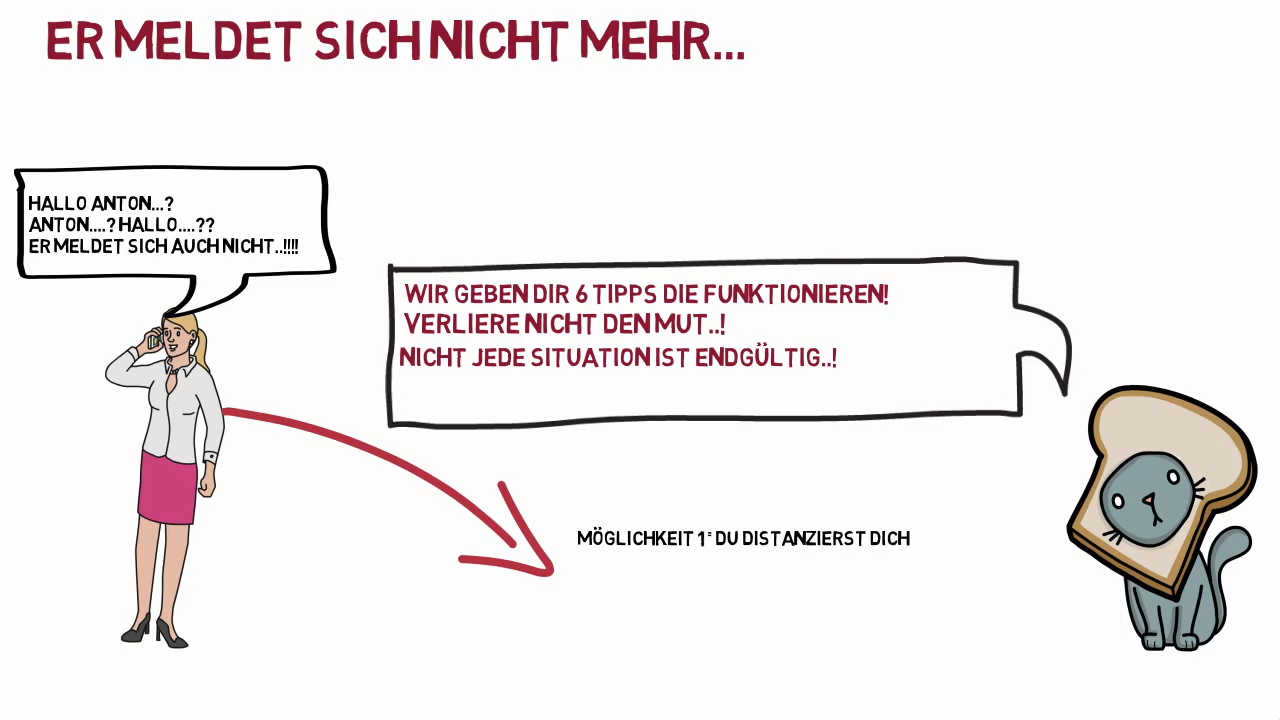 ER MELDET SICH NICHT MEHR...
HALLO ANTON...?
ANTON....? HALLO....??
ER MELDET SICH AUCH NICHT..!!!!
WIR GEBEN DIR 6 TIPPS DIE FUNKTIONIEREN!
VERLIERE NICHT DEN MUT..!
NICHT JEDE SITUATION IST ENDGÜLTIG..!
MÖGLICHKEIT 1: DU DISTANZIERST DICH